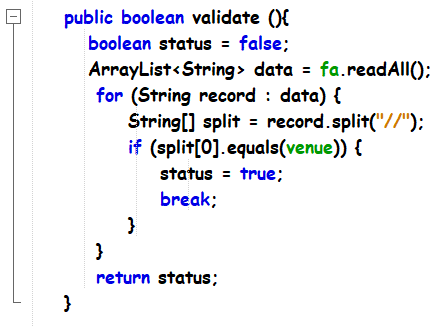 public boolean validate (){
boolean status = false;
ArrayList<String> data = fa.readAll();
for (String record : data) {
String[] split = record.split("//");
if (split[0].equals(venue)) {
status = true;
break;
}
}
return status;
}